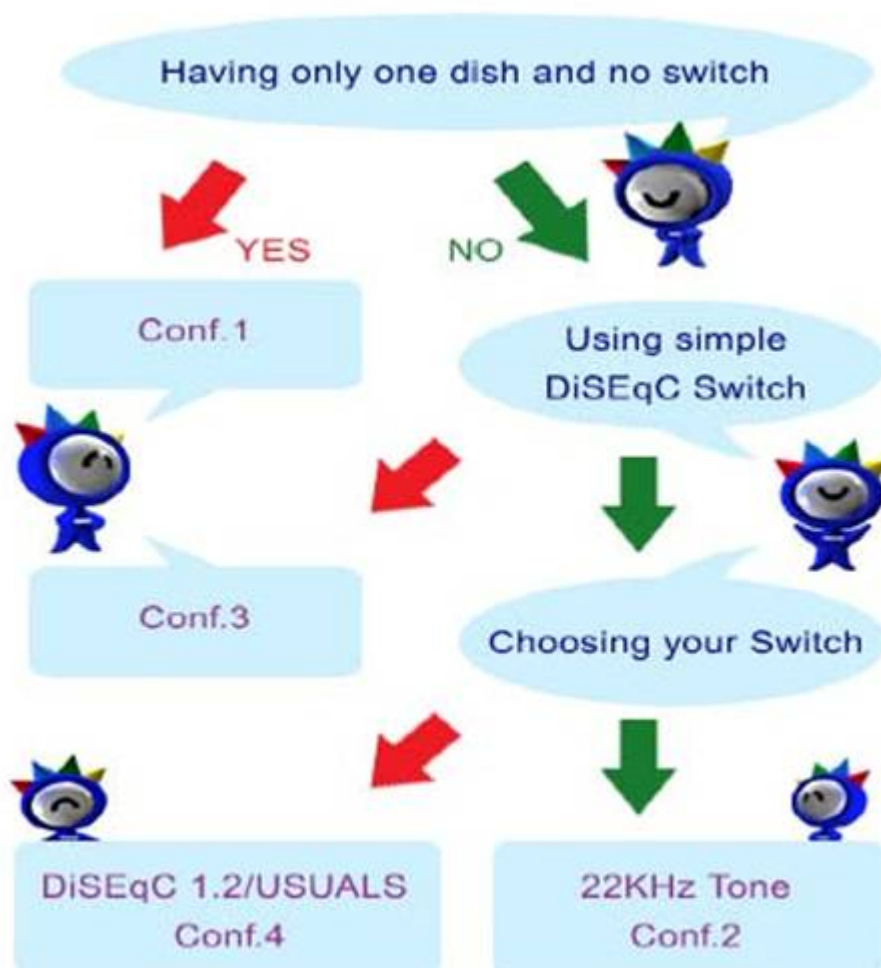 Having only one dish and no switch
YES
NO
Conf.1
Using simple
DiSEqC Switch
Conf.3
Choosing your Switch
DiSEqC 1.2/USUALS
Conf.4
22KHz Tone
Conf.2